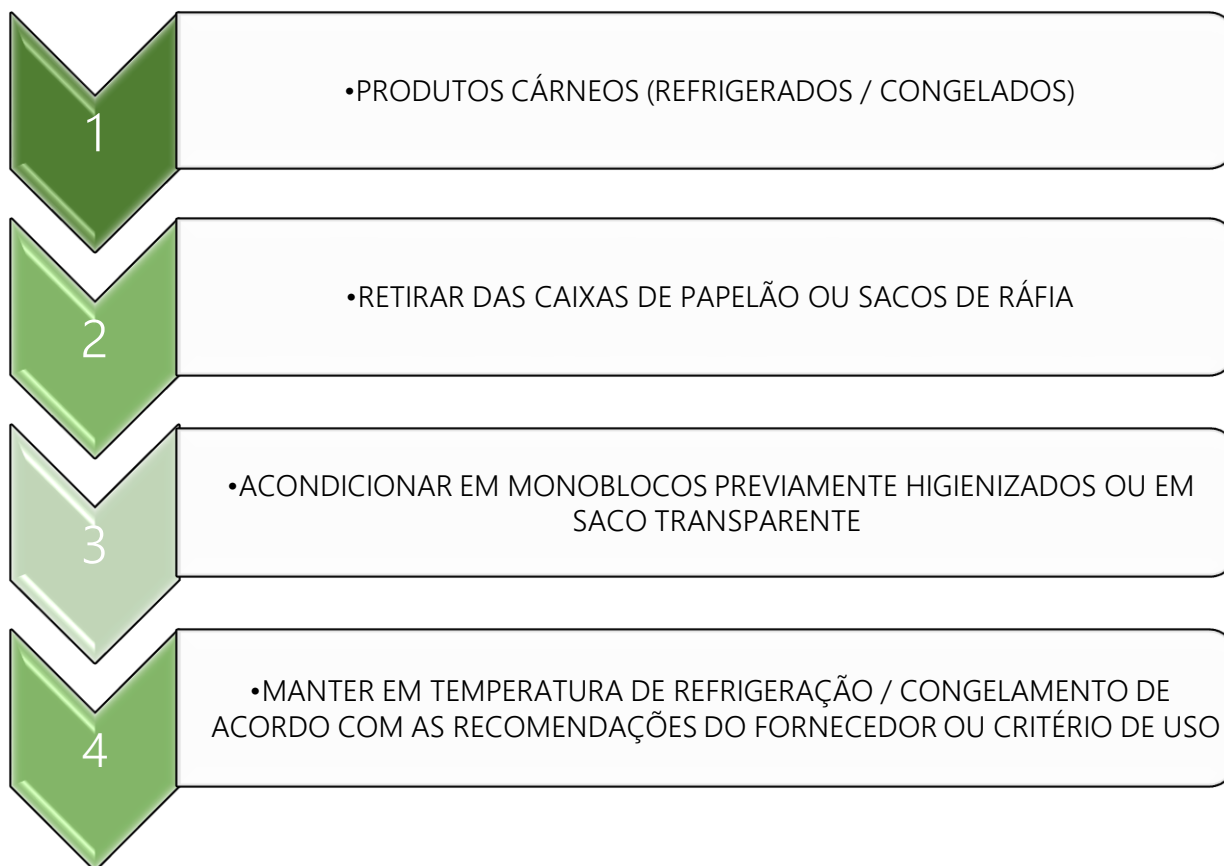 1
•PRODUTOS CÁRNEOS (REFRIGERADOS / CONGELADOS)
2
•RETIRAR DAS CAIXAS DE PAPELÃO OU SACOS DE RÁFIA
3
•ACONDICIONAR EM MONOBLOCOS PREVIAMENTE HIGIENIZADOS OU EM
SACO TRANSPARENTE
4
•MANTER EM TEMPERATURA DE REFRIGERAÇÃO / CONGELAMENTO DE
ACORDO COM AS RECOMENDAÇÕES DO FORNECEDOR OU CRITÉRIO DE USO